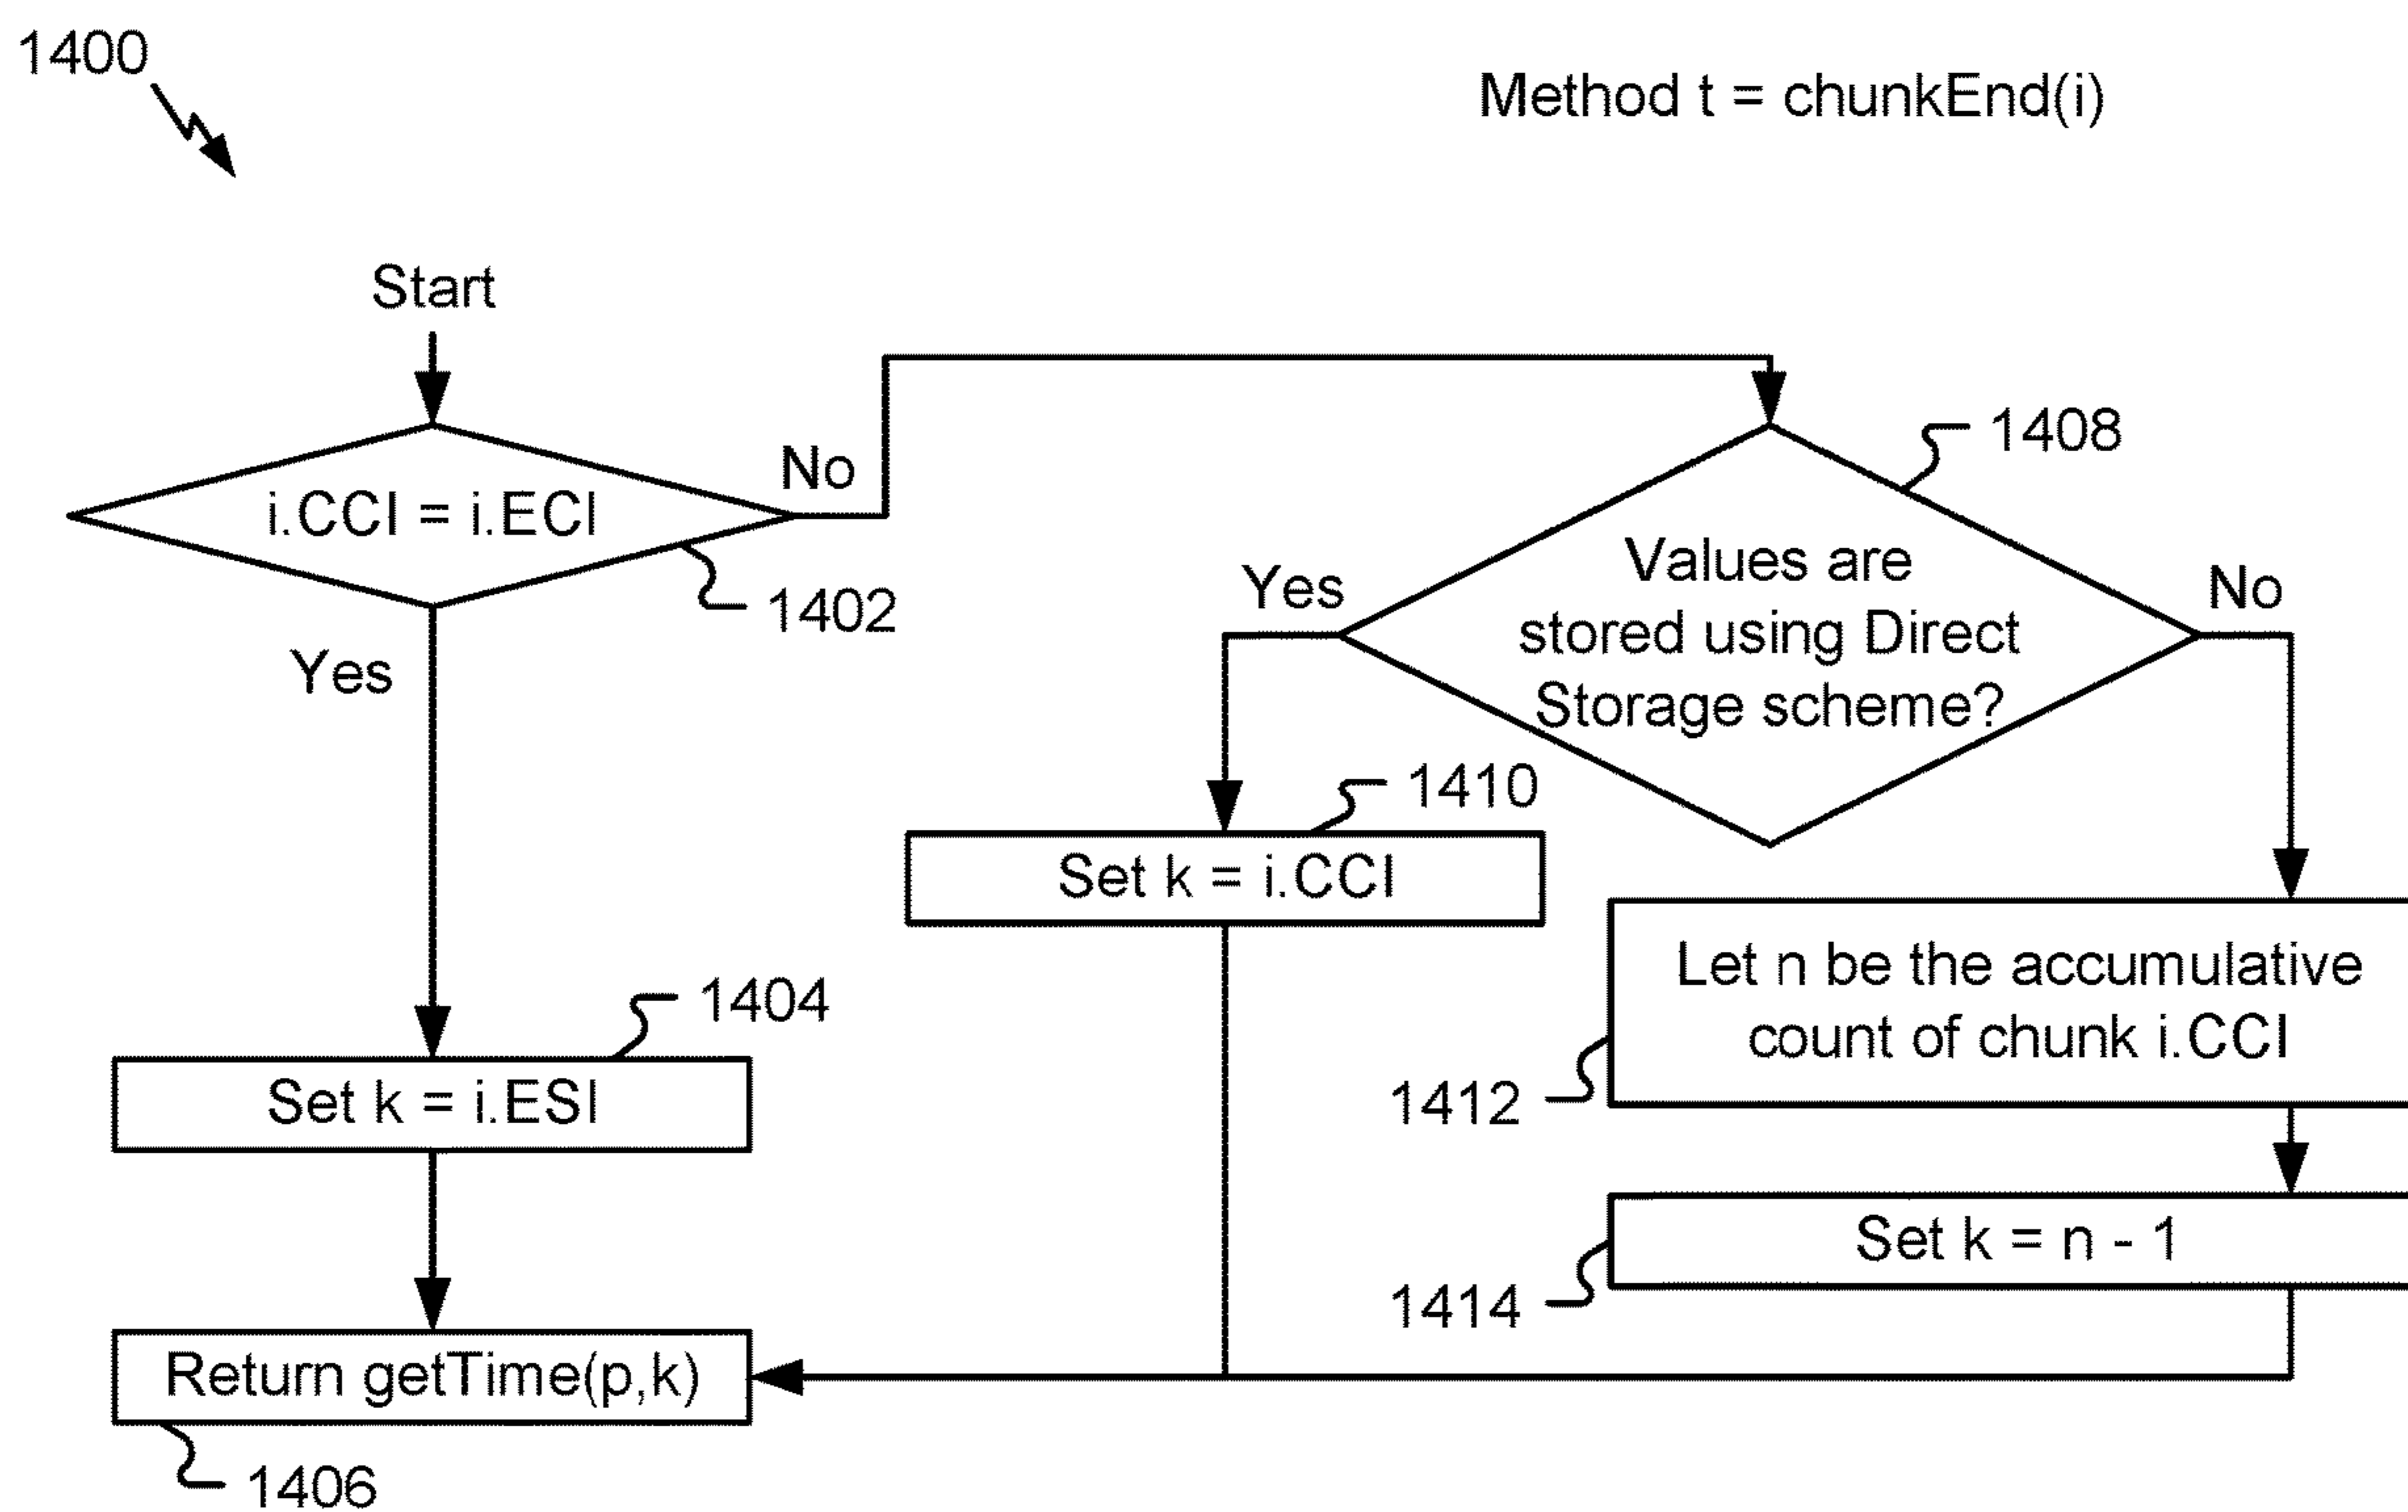 1400
Method t = chunkEnd(i)
Start
i.CCI = i.ECI
No
1402
Yes
1408
Values are
stored using Direct
Storage scheme?
Yes
No
1410
Set k = i.CCI
1404
Set k = i.ESI
Let n be the accumulative
count of chunk i.CCI
1412
Set k = n - 1
1414
Return getTime(p,k)
1406